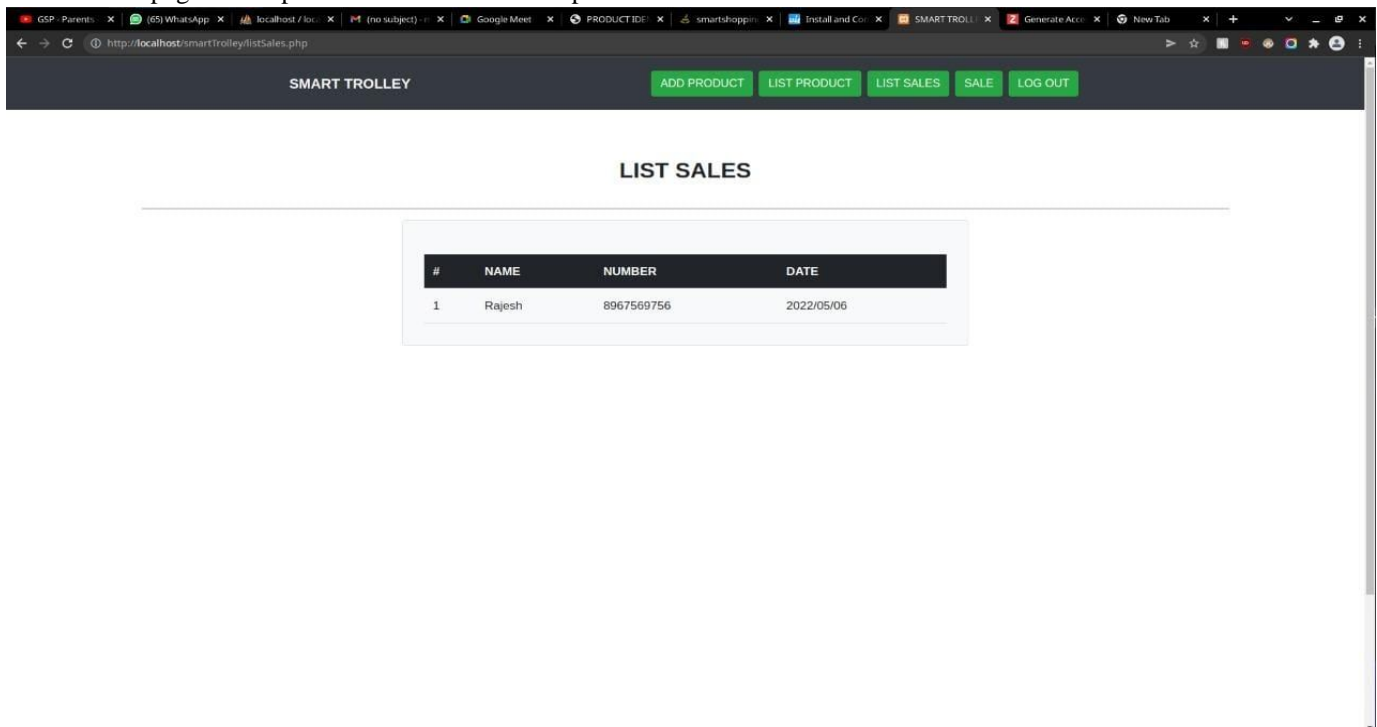 GSP - Parents
(65) WhatsApp
localhost / loc
(no subject) -
Google Meet
PRODUCT IDE
smartshoppin
Install and Co
SMART TROLL
Generate Acce
New Tab
http://localhost/smartTrolley/listSales.php
SMART TROLLEY ADD PRODUCT LIST PRODUCT LIST SALES SALE LOG OUT
LIST SALES
# NAME NUMBER DATE
1 Rajesh 8967569756 2022/05/06